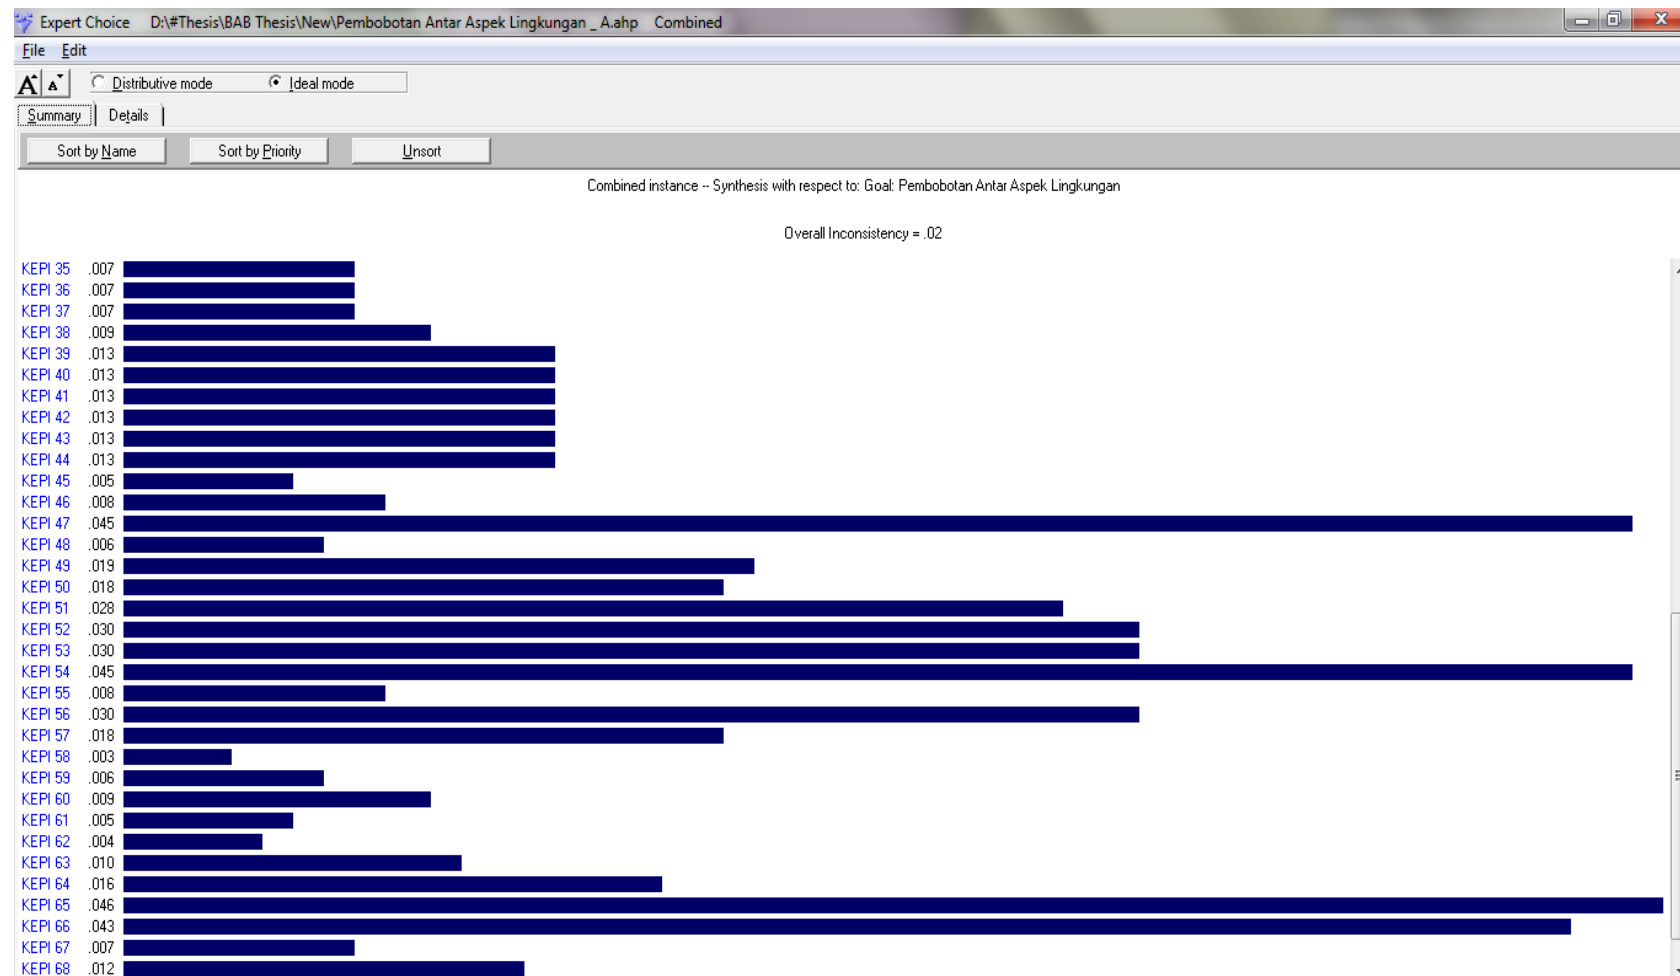 Expert Choice D:\#Thesis\BAB Thesis\New\Pembobotan Antar Aspek Lingkungan _ A.ahp Combined
File Edit
A A Distributive mode Ideal mode
Summary Details
Sort by Name Sort by Priority Unsort
Combined instance -- Synthesis with respect to: Goal: Pembobotan Antar Aspek Lingkungan
Overall Inconsistency = .02
KEPI 35 .007
KEPI 36 .007
KEPI 37 .007
KEPI 38 .009
KEPI 39 .013
KEPI 40 .013
KEPI 41 .013
KEPI 42 .013
KEPI 43 .013
KEPI 44 .013
KEPI 45 .005
KEPI 46 .008
KEPI 47 .045
KEPI 48 .006
KEPI 49 .019
KEPI 50 .018
KEPI 51 .028
KEPI 52 .030
KEPI 53 .030
KEPI 54 .045
KEPI 55 .008
KEPI 56 .030
KEPI 57 .018
KEPI 58 .003
KEPI 59 .006
KEPI 60 .009
KEPI 61 .005
KEPI 62 .004
KEPI 63 .010
KEPI 64 .016
KEPI 65 .046
KEPI 66 .043
KEPI 67 .007
KEPI 68 .012